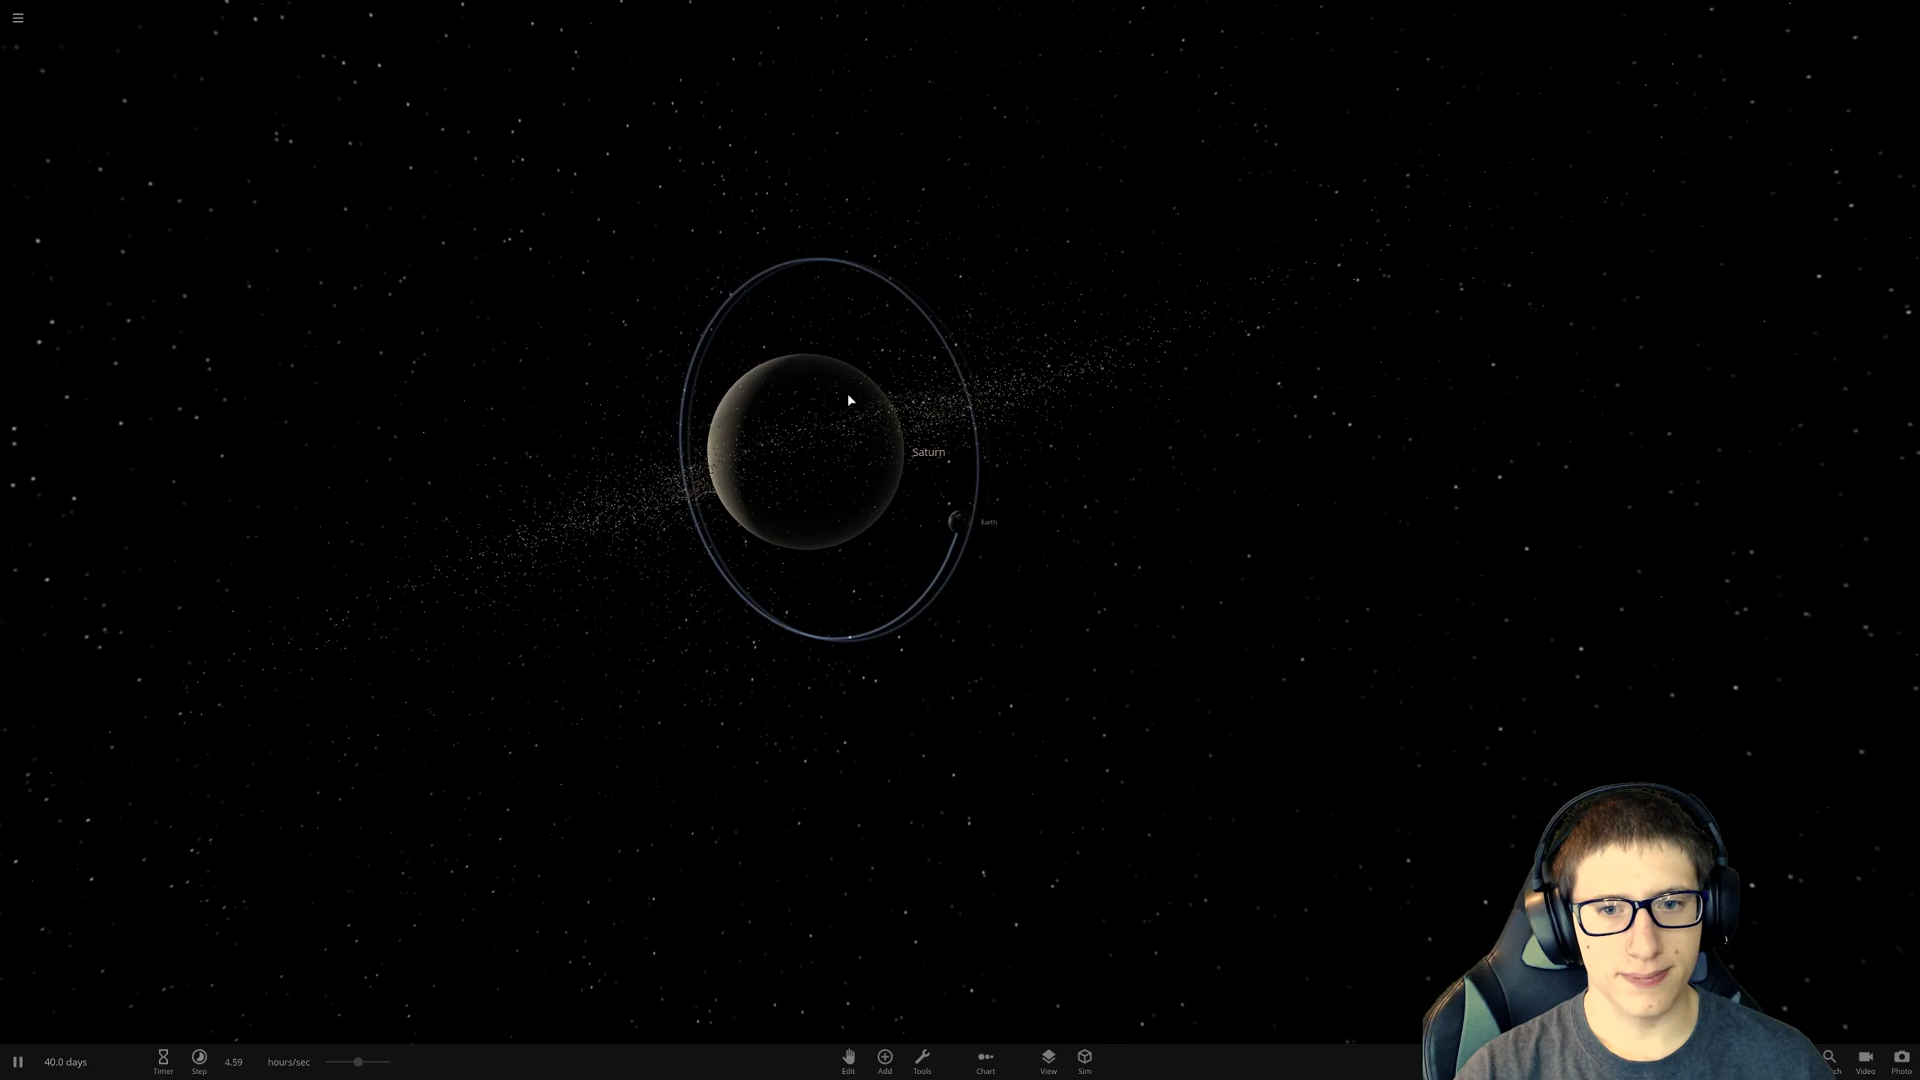 Saturn
Earth
40.0 days
Timer
Step
4.59
hours/sec
Edit
Add
Tools
Chart
View
Sim
ch
Video
Photo